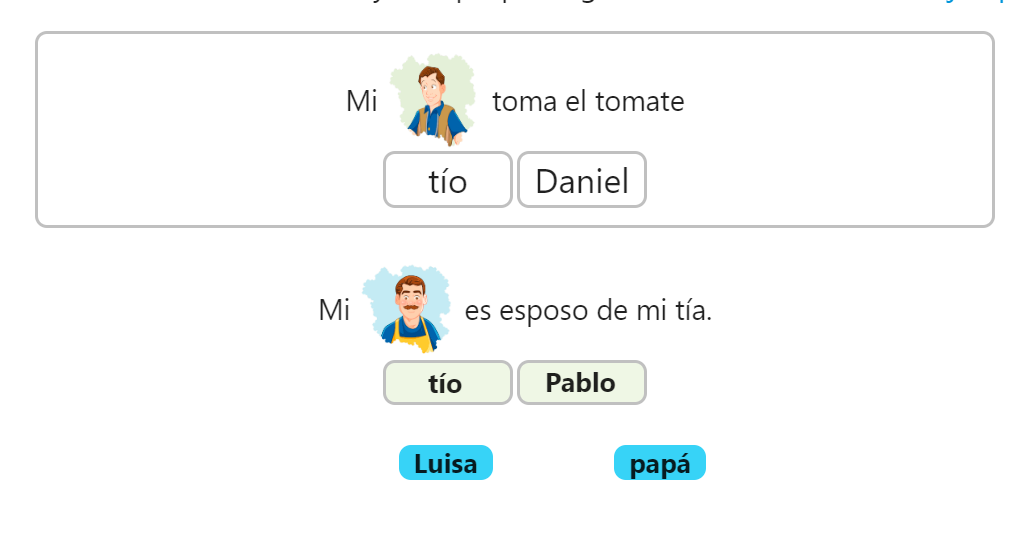 Mi toma el tomate
tío Daniel
Mi es esposo de mi tía.
tío Pablo
Luisa papá